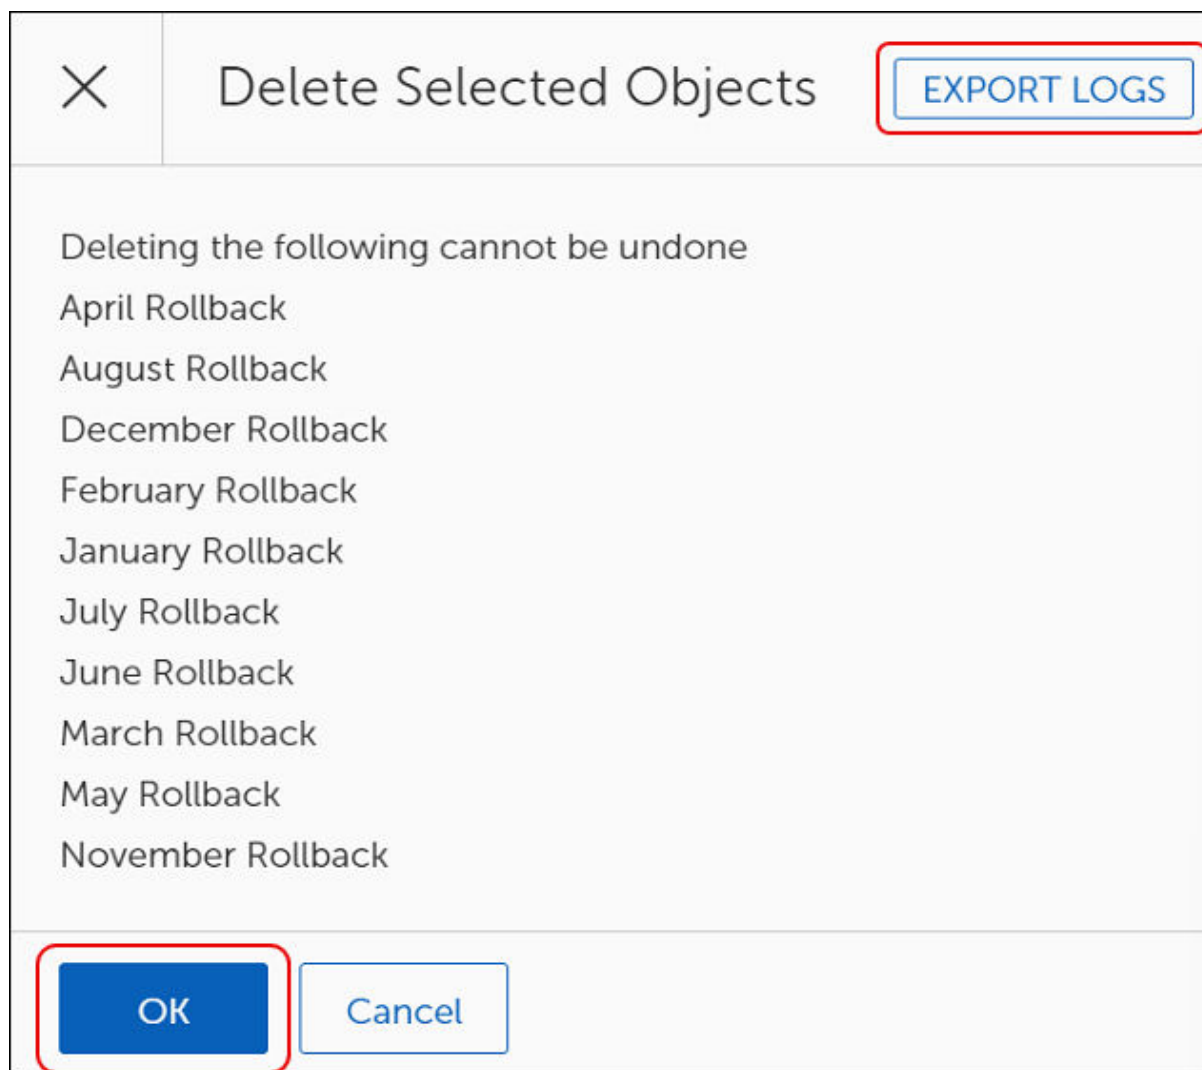 Delete Selected Objects
EXPORT LOGS
Deleting the following cannot be undone
April Rollback
August Rollback
December Rollback
February Rollback
January Rollback
July Rollback
June Rollback
March Rollback
May Rollback
November Rollback
OK
Cancel